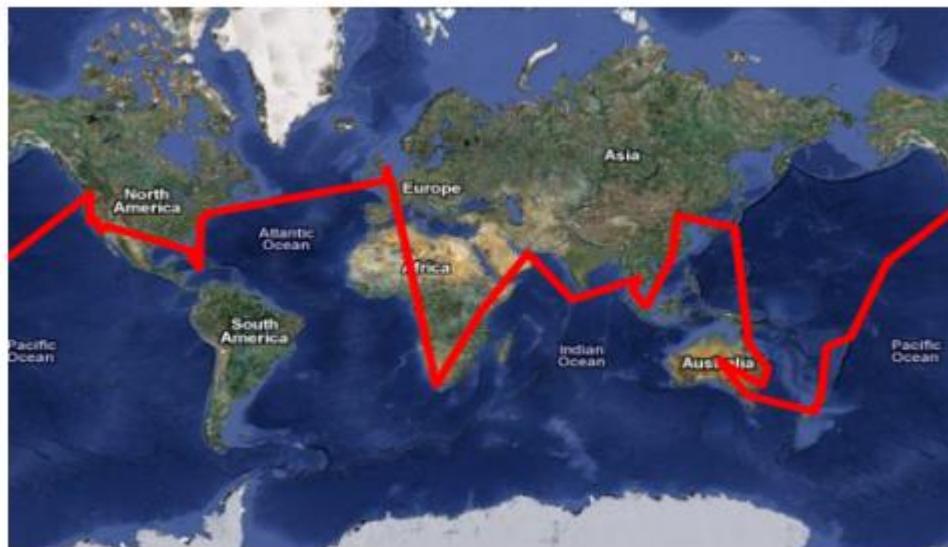 Asia
North
America
Europe
Atlantic
Ocean
Africa
South
America
Pacific
Ocean
Indian
Ocean
Australia
Pacific
Ocean